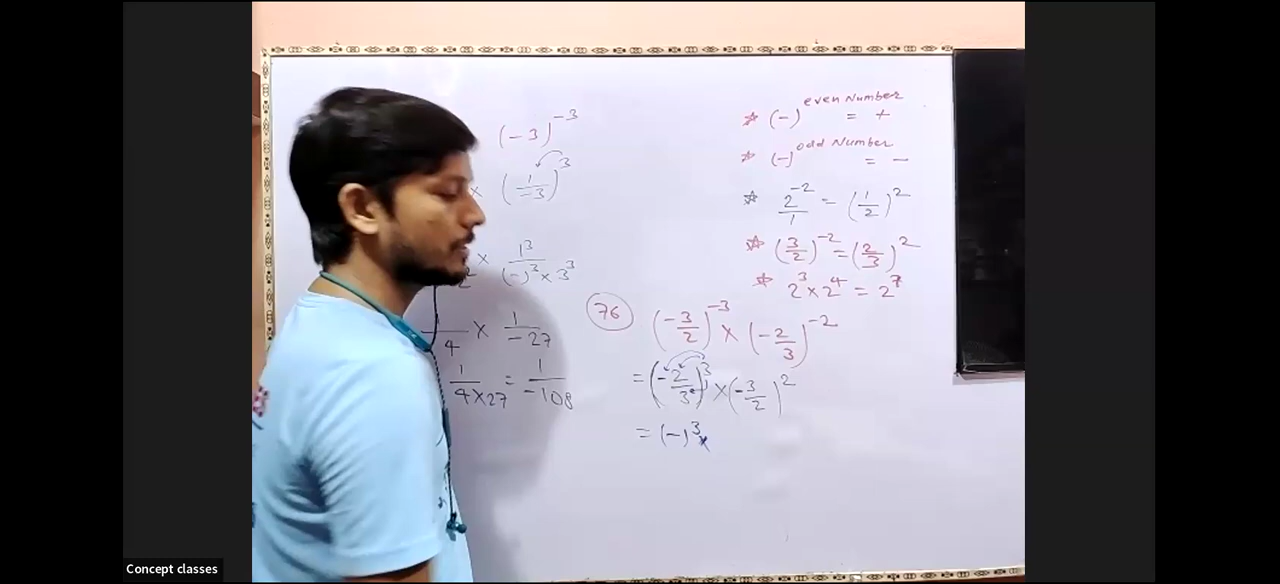 (-3)^-3
× (1/-3)^3
× 1^3/((-)^3 × 3^3)
4 × 1/-27
1/(4×27) = 1/-108
☆ (-)^even Number = +
☆ (-)^odd Number = -
☆ 2^-2/1 = (1/2)^2
☆ (3/2)^-2 = (2/3)^2
☆ 2^3 × 2^4 = 2^7
76 (-3/2)^-3 × (-2/3)^-2
= (-2/3)^3 × (-3/2)^2
= (-)^3 ×
Concept classes